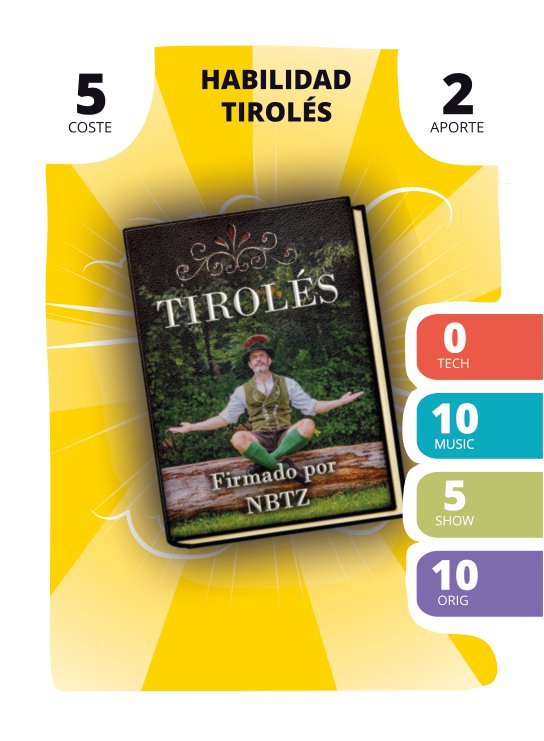 5
COSTE
HABILIDAD
TIROLÉS
2
APORTE
TIROLÉS
Firmado por
NBTZ
0
TECH
10
MUSIC
5
SHOW
10
ORIG